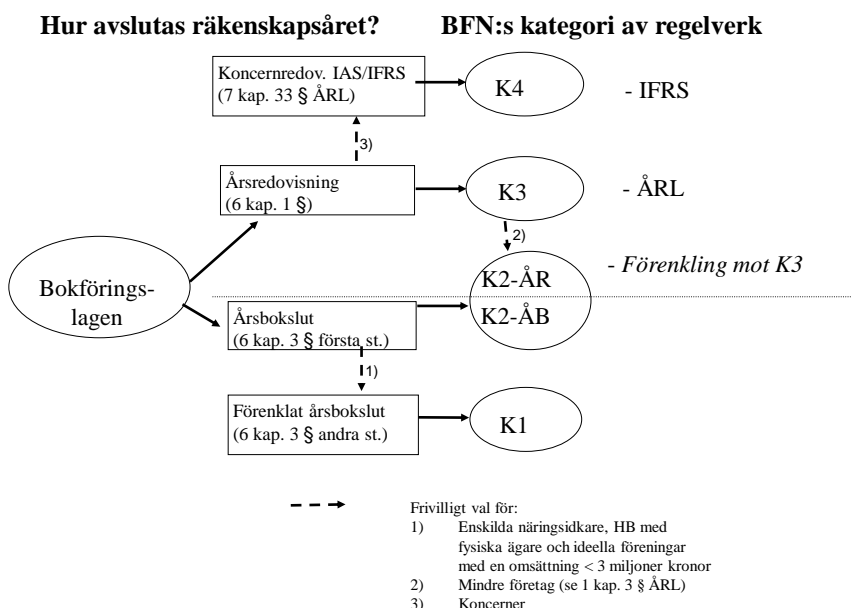 Hur avslutas räkenskapsåret?
BFN:s kategori av regelverk
Koncernredov. IAS/IFRS
(7 kap. 33 § ÅRL)
K4
- IFRS
3)
Årsredovisning
(6 kap. 1 §)
K3
- ÅRL
2)
- Förenkling mot K3
Bokförings-
lagen
K2-ÅR
K2-ÅB
Årsbokslut
(6 kap. 3 § första st.)
1)
Förenklat årsbokslut
(6 kap. 3 § andra st.)
K1
Frivilligt val för:
1) Enskilda näringsidkare, HB med
fysiska ägare och ideella föreningar
med en omsättning < 3 miljoner kronor
2) Mindre företag (se 1 kap. 3 § ÅRL)
3) Koncerner